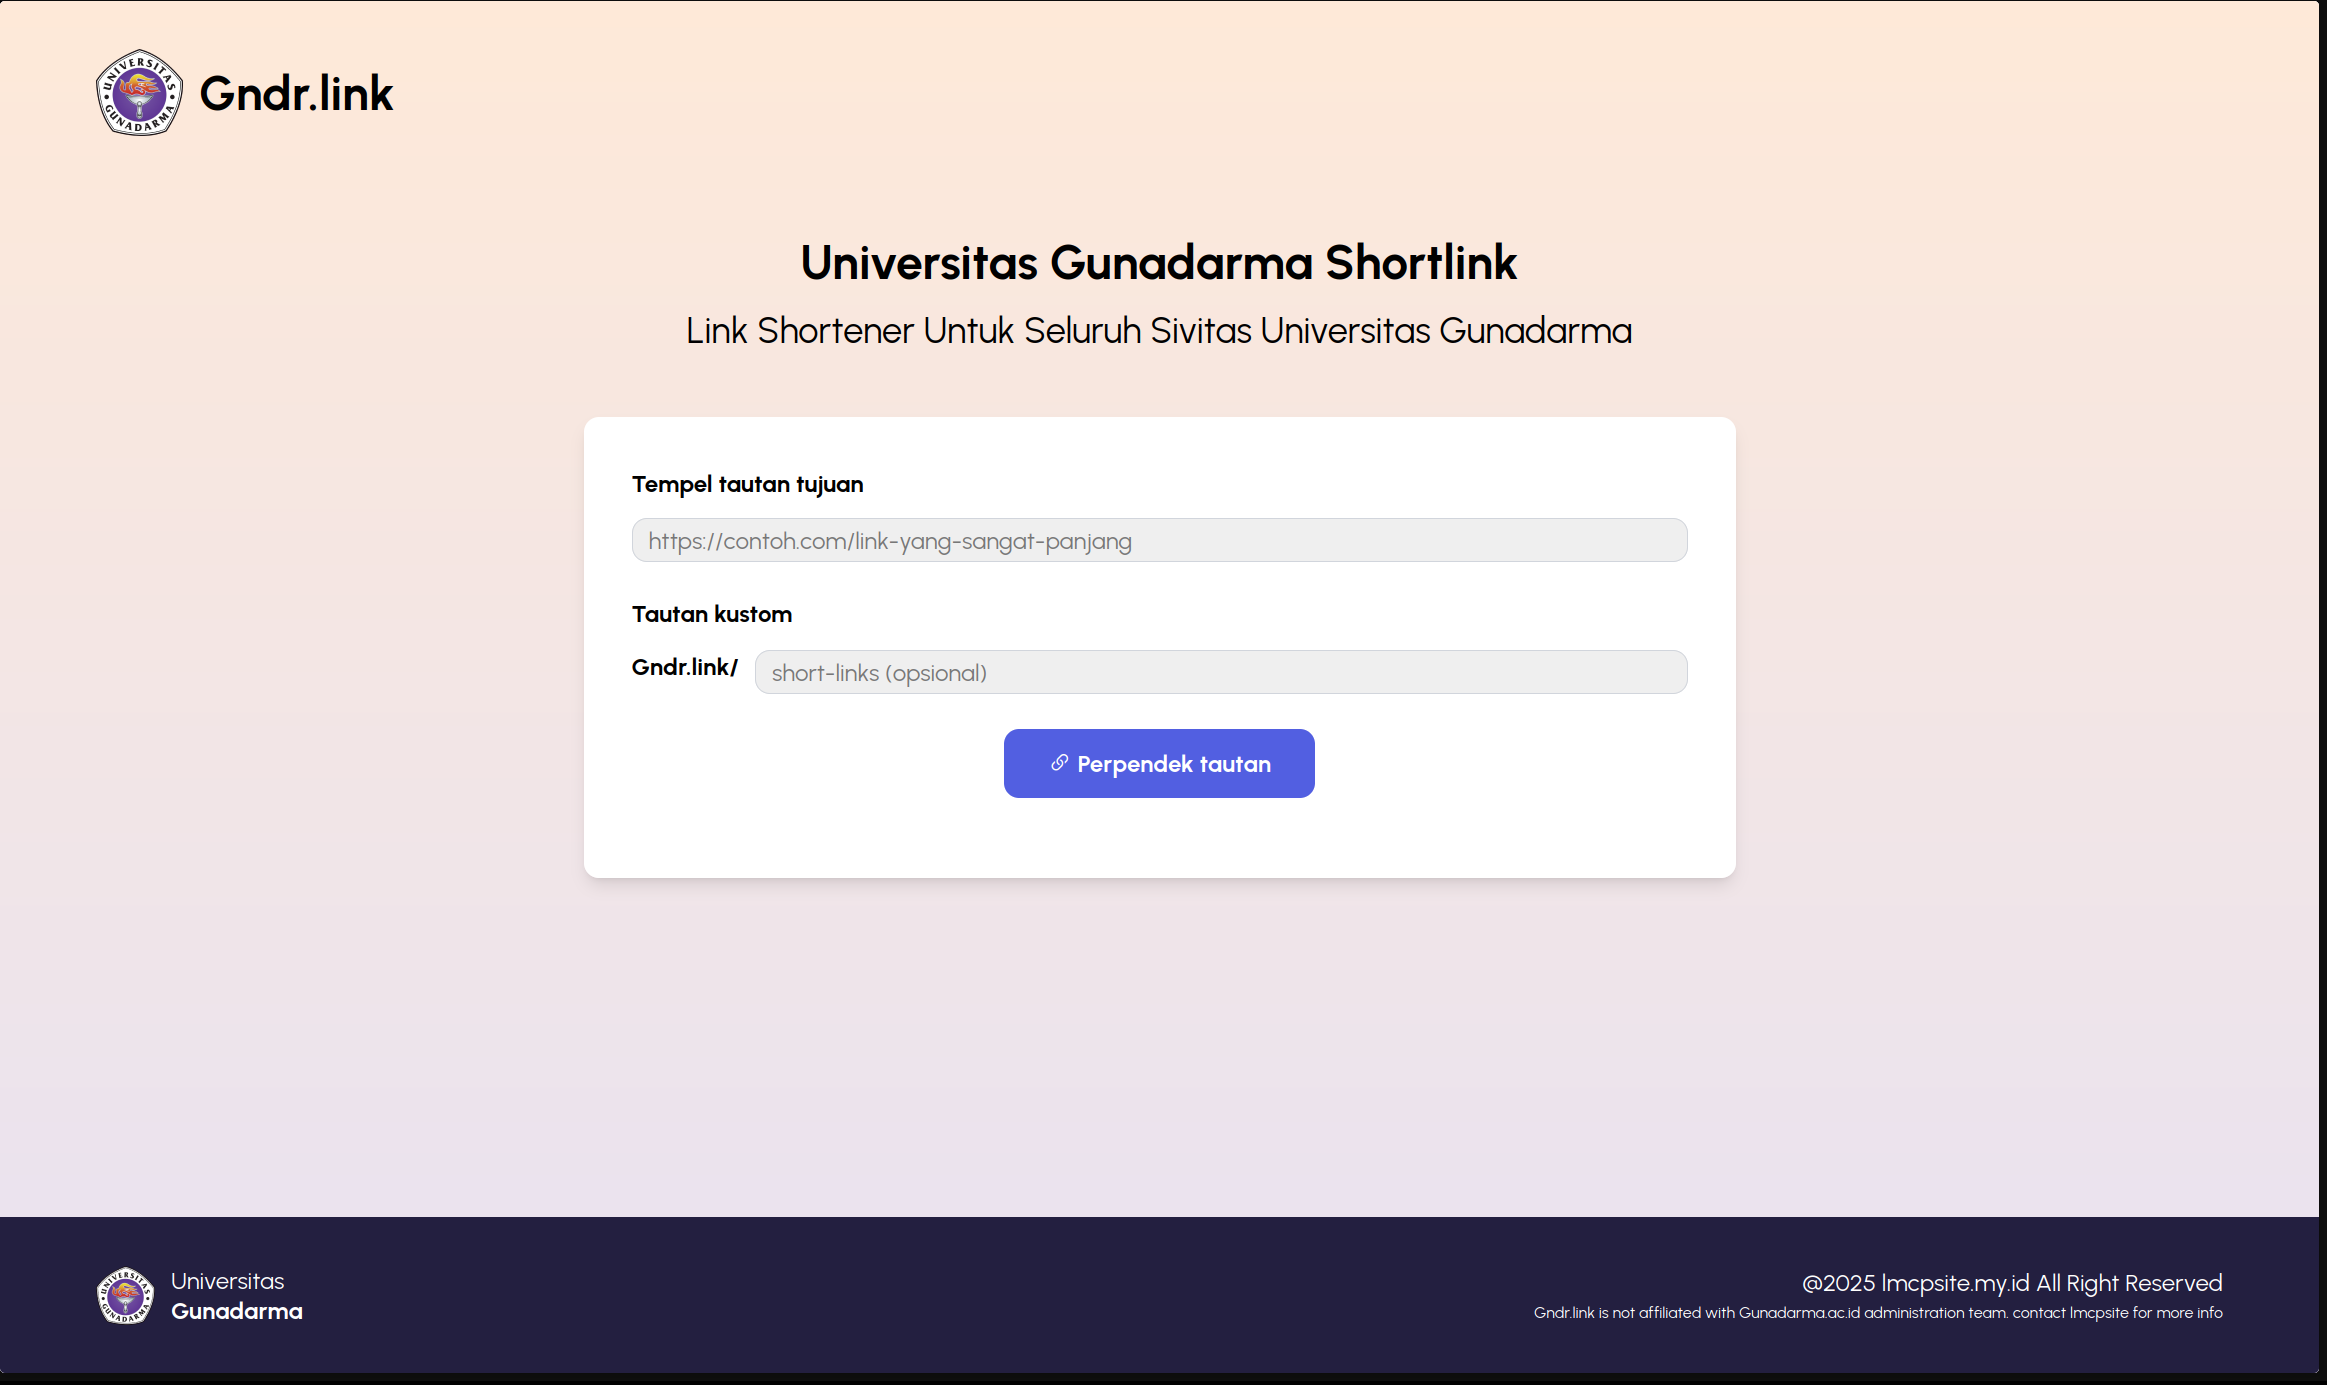 UNIVERSITAS GUNADARMA
Gndr.link
Universitas Gunadarma Shortlink
Link Shortener Untuk Seluruh Sivitas Universitas Gunadarma
Tempel tautan tujuan
https://contoh.com/link-yang-sangat-panjang
Tautan kustom
Gndr.link/ short-links (opsional)
Perpendek tautan
UNIVERSITAS GUNADARMA
Universitas
Gunadarma
@2025 lmcpsite.my.id All Right Reserved
Gndr.link is not affiliated with Gunadarma.ac.id administration team. contact lmcpsite for more info